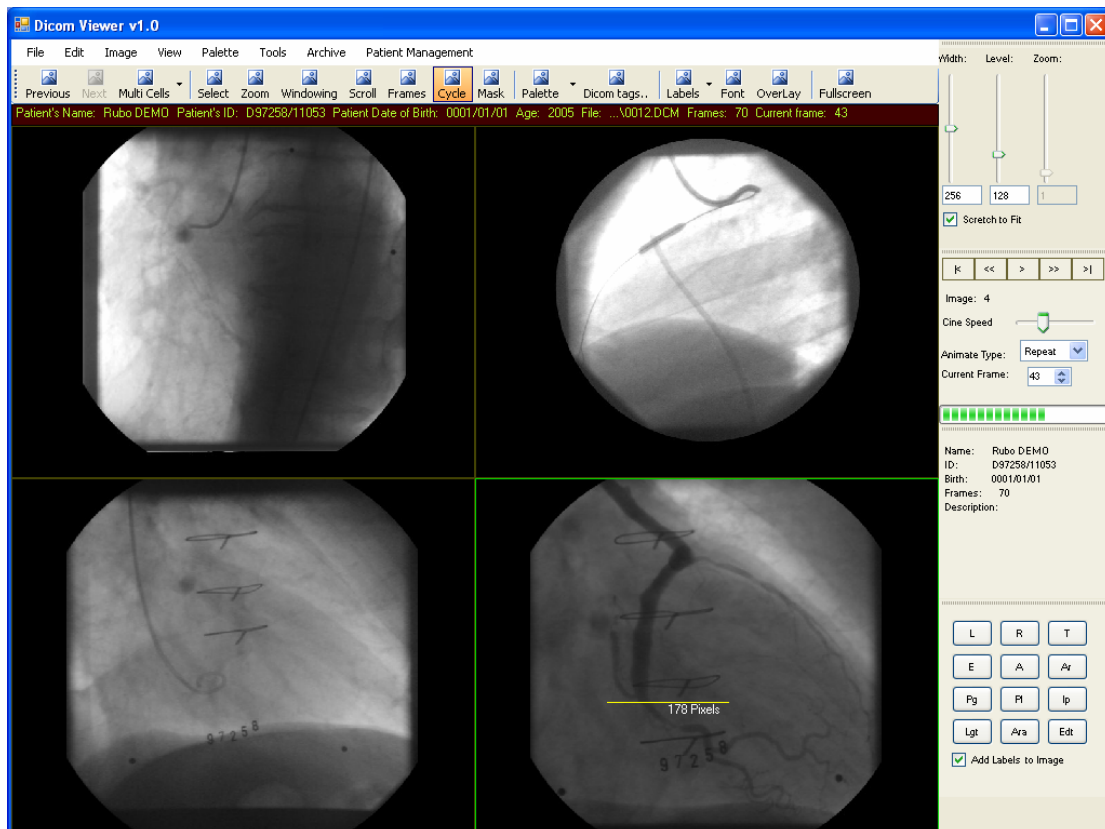 Dicom Viewer v1.0
File Edit Image View Palette Tools Archive Patient Management
Previous Next Multi Cells Select Zoom Windowing Scroll Frames Cycle Mask Palette Dicom tags.. Labels Font OverLay Fullscreen
Patient's Name: Rubo DEMO Patient's ID: D97258/11053 Patient Date of Birth: 0001/01/01 Age: 2005 File: ...\0012.DCM Frames: 70 Current frame: 43
Width: Level: Zoom:
256 128 1
Scretch to Fit
|< << > >> >|
Image: 4
Cine Speed
Animate Type: Repeat
Current Frame: 43
Name: Rubo DEMO
ID: D97258/11053
Birth: 0001/01/01
Frames: 70
Description:
L R T
E A Ar
Pg Pl Ip
Lgt Ara Edt
Add Labels to Image
97258
178 Pixels
97258